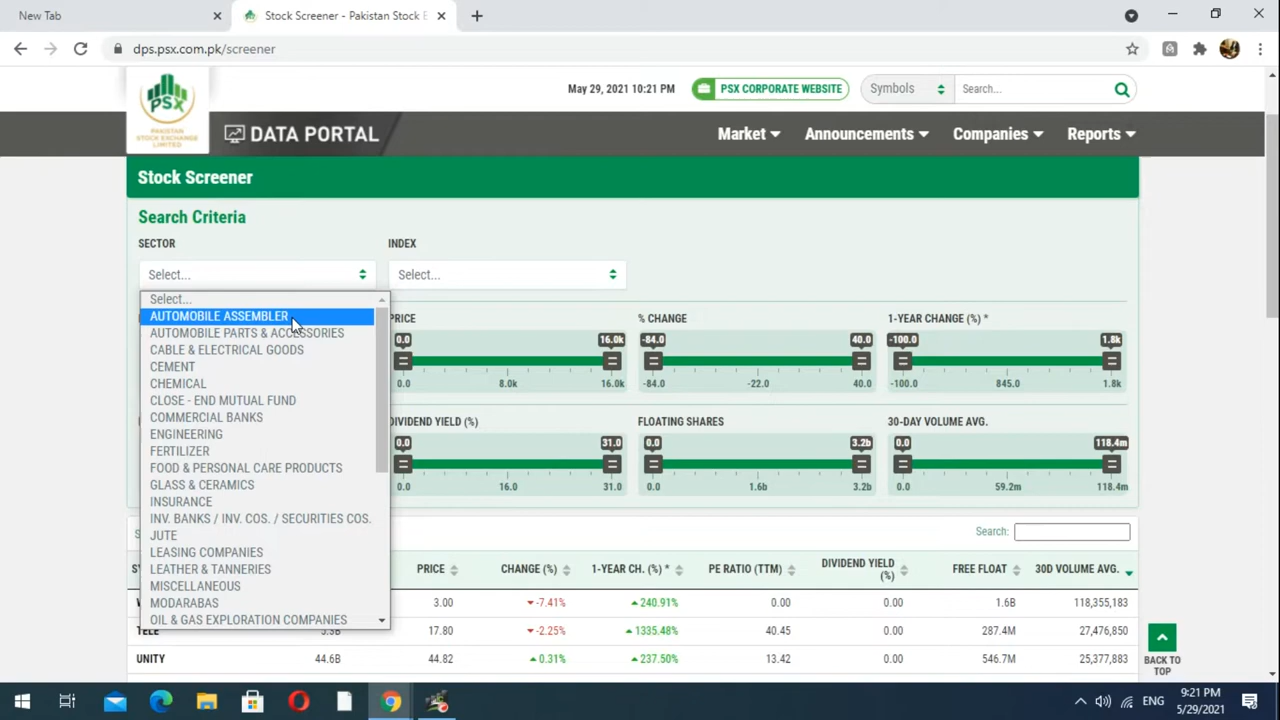 New Tab
Stock Screener - Pakistan Stock E
dps.psx.com.pk/screener
PSX
PAKISTAN
STOCK EXCHANGE
LIMITED
May 29, 2021 10:21 PM
PSX CORPORATE WEBSITE
Symbols
Search...
DATA PORTAL
Market
Announcements
Companies
Reports
Stock Screener
Search Criteria
SECTOR
INDEX
Select...
Select...
Select...
AUTOMOBILE ASSEMBLER
AUTOMOBILE PARTS & ACCESSORIES
CABLE & ELECTRICAL GOODS
CEMENT
CHEMICAL
CLOSE - END MUTUAL FUND
COMMERCIAL BANKS
ENGINEERING
FERTILIZER
FOOD & PERSONAL CARE PRODUCTS
GLASS & CERAMICS
INSURANCE
INV. BANKS / INV. COS. / SECURITIES COS.
JUTE
LEASING COMPANIES
LEATHER & TANNERIES
MISCELLANEOUS
MODARABAS
OIL & GAS EXPLORATION COMPANIES
PRICE
0.0 16.0k
0.0 8.0k 16.0k
% CHANGE
-84.0 40.0
-84.0 -22.0 40.0
1-YEAR CHANGE (%) *
-100.0 1.8k
-100.0 845.0 1.8k
DIVIDEND YIELD (%)
0.0 31.0
0.0 16.0 31.0
FLOATING SHARES
0.0 3.2b
0.0 1.6b 3.2b
30-DAY VOLUME AVG.
0.0 118.4m
0.0 59.2m 118.4m
Search:
PRICE CHANGE (%) 1-YEAR CH. (%) * PE RATIO (TTM) DIVIDEND YIELD (%) FREE FLOAT 30D VOLUME AVG.
3.00 -7.41% 240.91% 0.00 0.00 1.6B 118,355,183
TELE 17.80 -2.25% 1335.48% 40.45 0.00 287.4M 27,476,850
UNITY 44.6B 44.82 0.31% 237.50% 13.42 0.00 546.7M 25,377,883
BACK TO
TOP
ENG
9:21 PM
5/29/2021